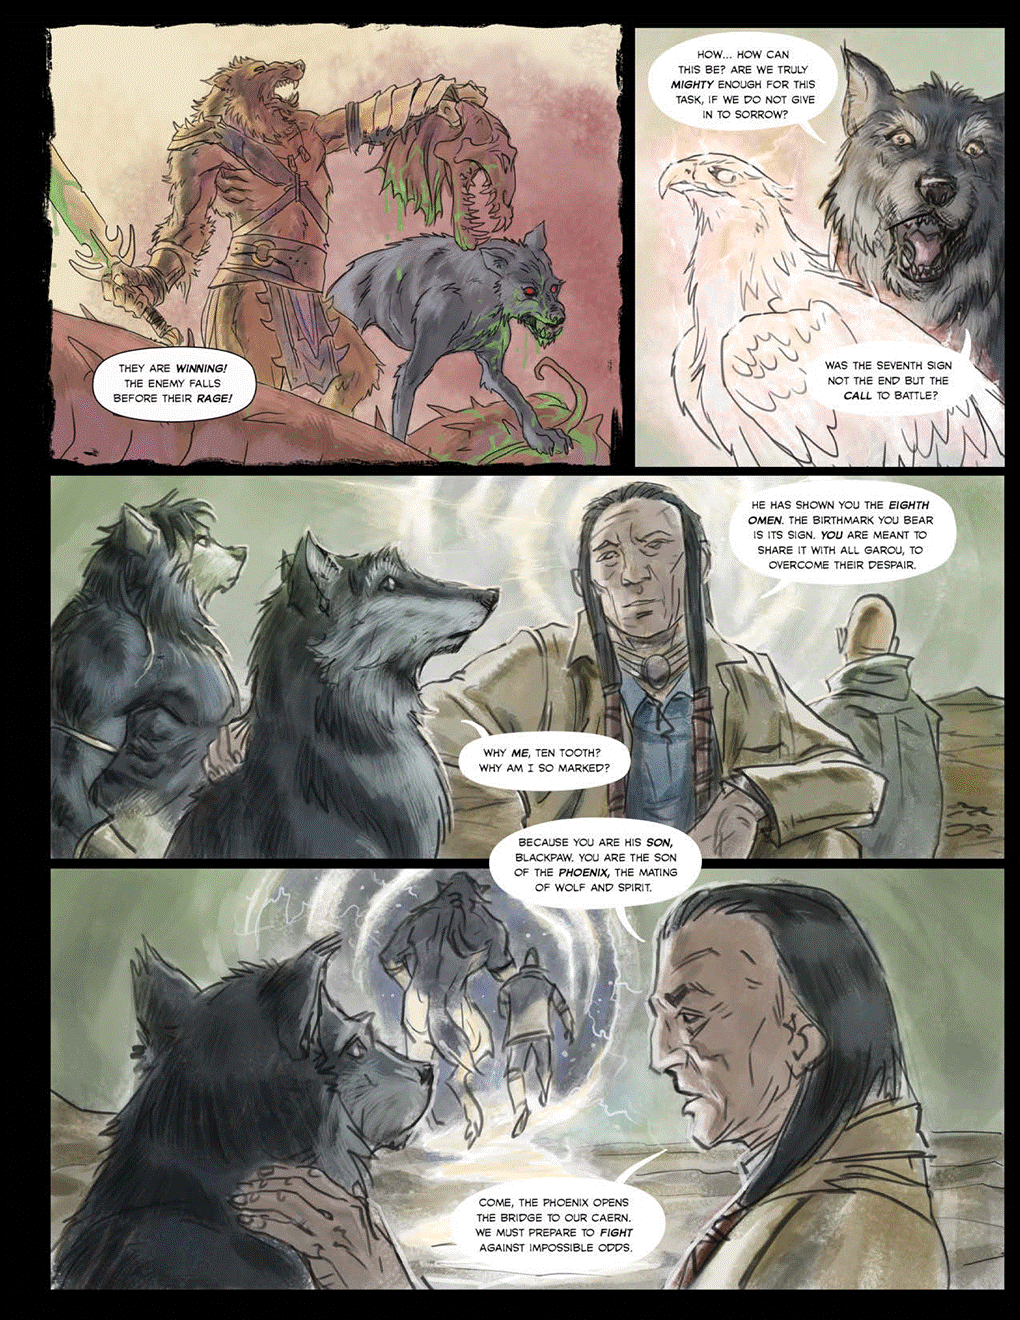 THEY ARE WINNING!
THE ENEMY FALLS
BEFORE THEIR RAGE!
HOW... HOW CAN
THIS BE? ARE WE TRULY
MIGHTY ENOUGH FOR THIS
TASK, IF WE DO NOT GIVE
IN TO SORROW?
WAS THE SEVENTH SIGN
NOT THE END BUT THE
CALL TO BATTLE?
HE HAS SHOWN YOU THE EIGHTH
OMEN. THE BIRTHMARK YOU BEAR
IS ITS SIGN. YOU ARE MEANT TO
SHARE IT WITH ALL GAROU, TO
OVERCOME THEIR DESPAIR.
WHY ME, TEN TOOTH?
WHY AM I SO MARKED?
BECAUSE YOU ARE HIS SON,
BLACKPAW. YOU ARE THE SON
OF THE PHOENIX, THE MATING
OF WOLF AND SPIRIT.
COME, THE PHOENIX OPENS
THE BRIDGE TO OUR CAERN.
WE MUST PREPARE TO FIGHT
AGAINST IMPOSSIBLE ODDS.